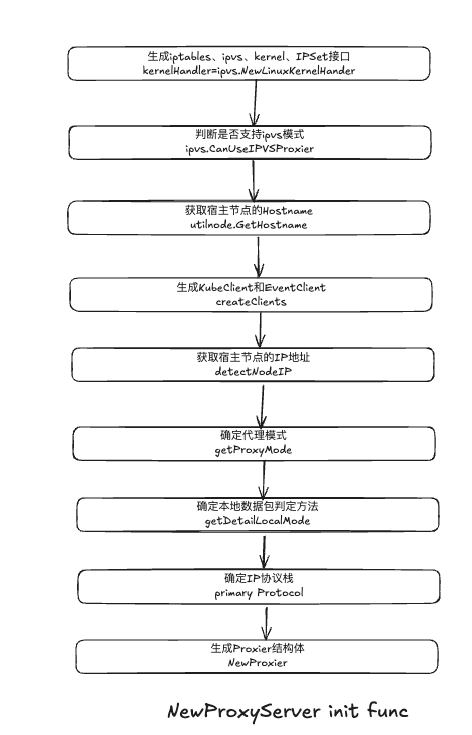 生成iptables、ipvs、kernel、IPSet接口
kernelHandler=ipvs.NewLinuxKernelHander
判断是否支持ipvs模式
ipvs.CanUseIPVSProxier
获取宿主节点的Hostname
utilnode.GetHostname
生成KubeClient和EventClient
createClients
获取宿主节点的IP地址
detectNodeIP
确定代理模式
getProxyMode
确定本地数据包判定方法
getDetailLocalMode
确定IP协议栈
primary Protocol
生成Proxier结构体
NewProxier
NewProxyServer init func